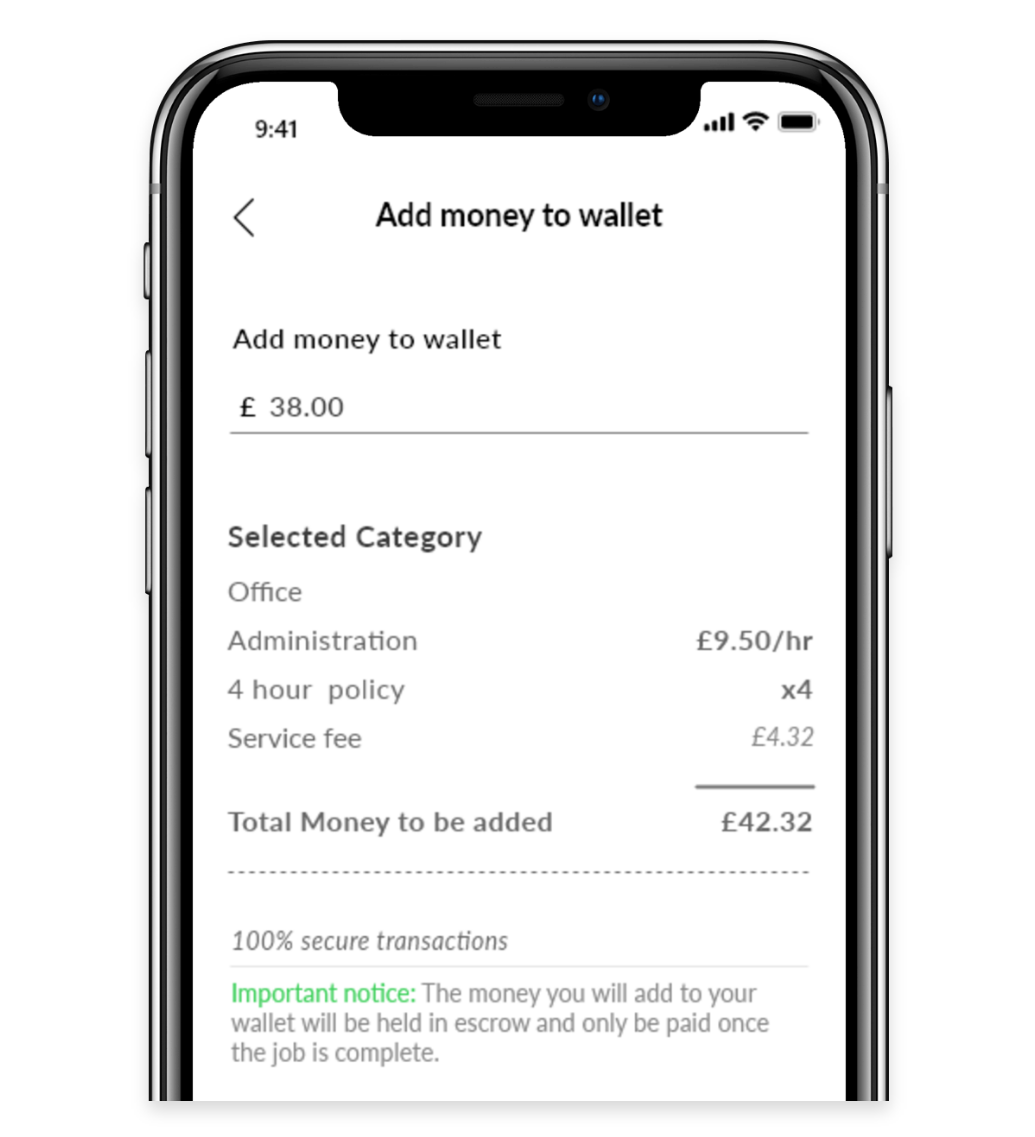 9:41
Add money to wallet
Add money to wallet
£ 38.00
Selected Category
Office
Administration £9.50/hr
4 hour policy x4
Service fee £4.32
Total Money to be added £42.32
100% secure transactions
Important notice: The money you will add to your
wallet will be held in escrow and only be paid once
the job is complete.